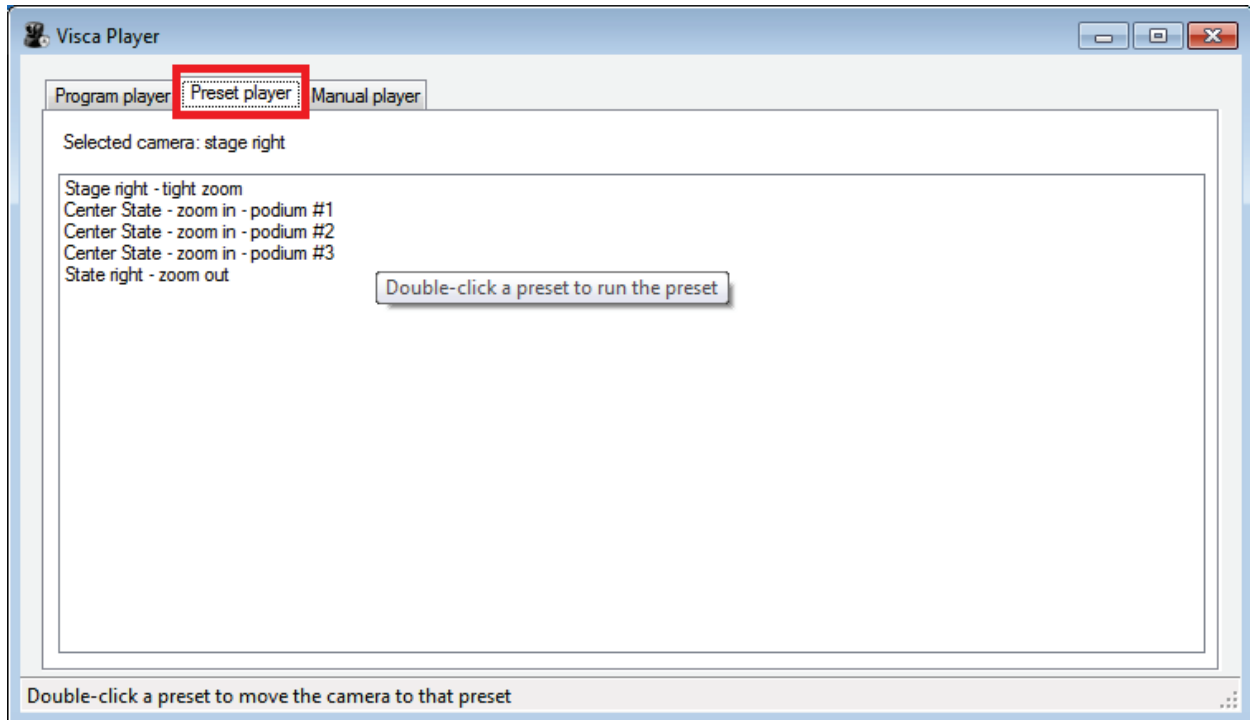 Visca Player
Program player Preset player Manual player
Selected camera: stage right
Stage right - tight zoom
Center State - zoom in - podium #1
Center State - zoom in - podium #2
Center State - zoom in - podium #3
State right - zoom out
Double-click a preset to run the preset
Double-click a preset to move the camera to that preset